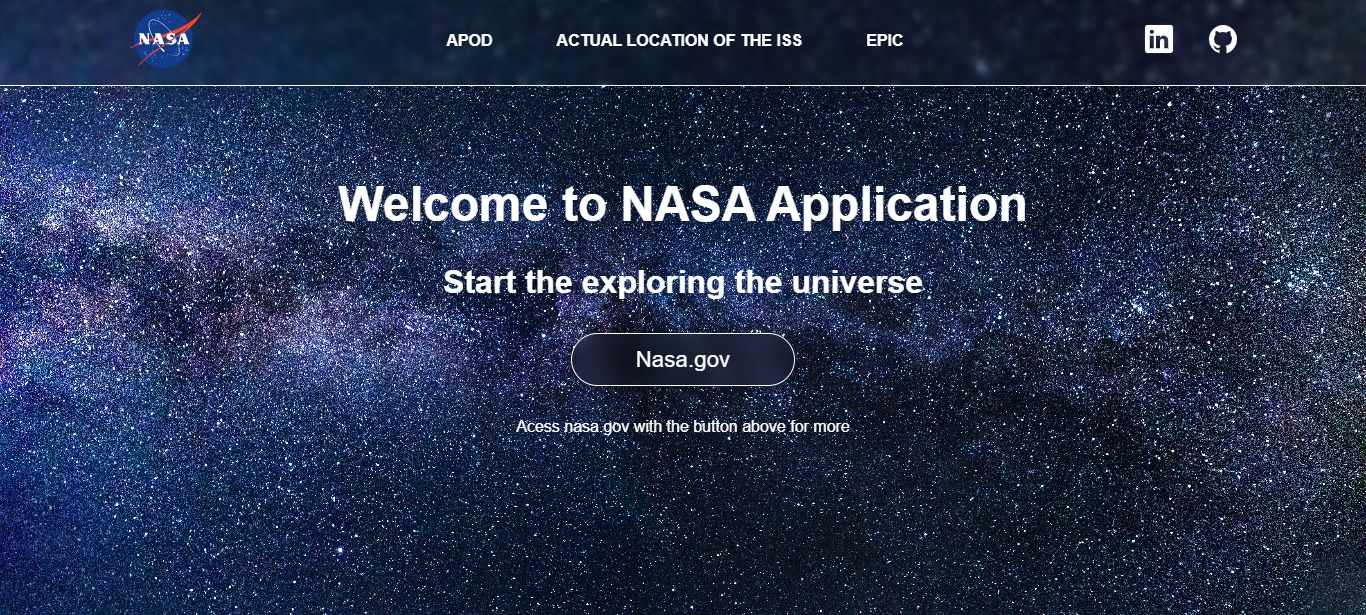 NASA
APOD
ACTUAL LOCATION OF THE ISS
EPIC
in
Welcome to NASA Application
Start the exploring the universe
Nasa.gov
Acess nasa.gov with the button above for more